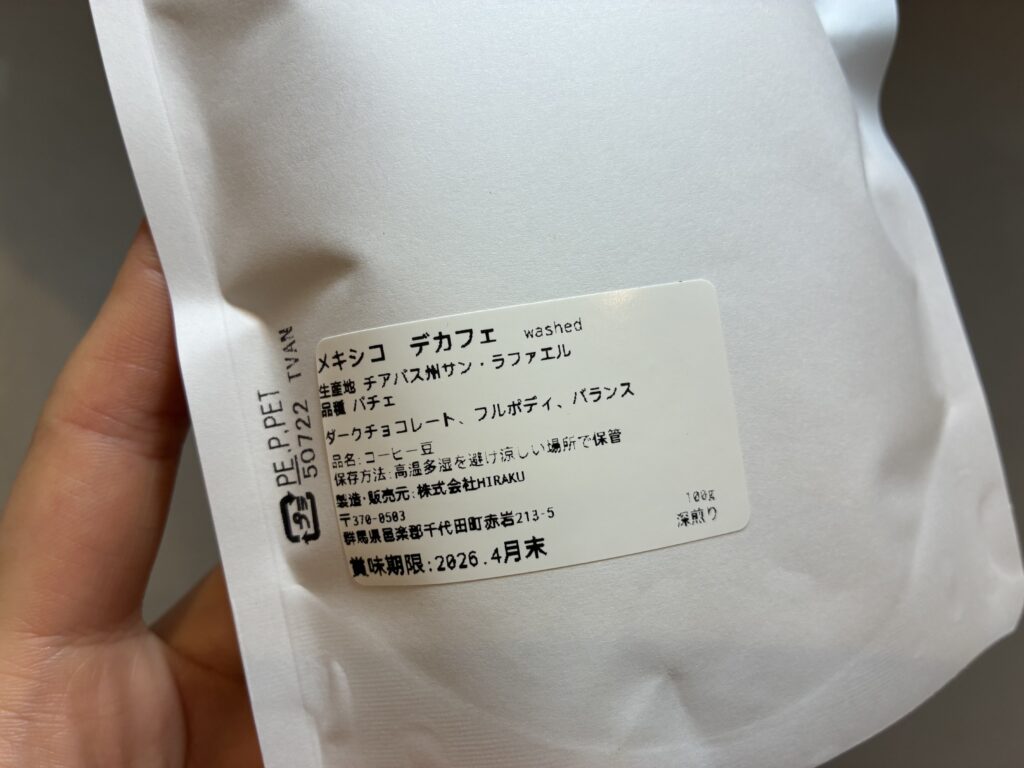 メキシコ デカフェ washed
生産地 チアパス州サン・ラファエル
品種 バチェ
ダークチョコレート、フルボディ、バランス
品名:コーヒー豆
保存方法:高温多湿を避け涼しい場所で保管
製造・販売元:株式会社HIRAKU
〒370-0503
群馬県邑楽郡千代田町赤岩213-5
賞味期限:2026.4月末
100g
深煎り
PE,P,PET
50722 TVAN
プラ